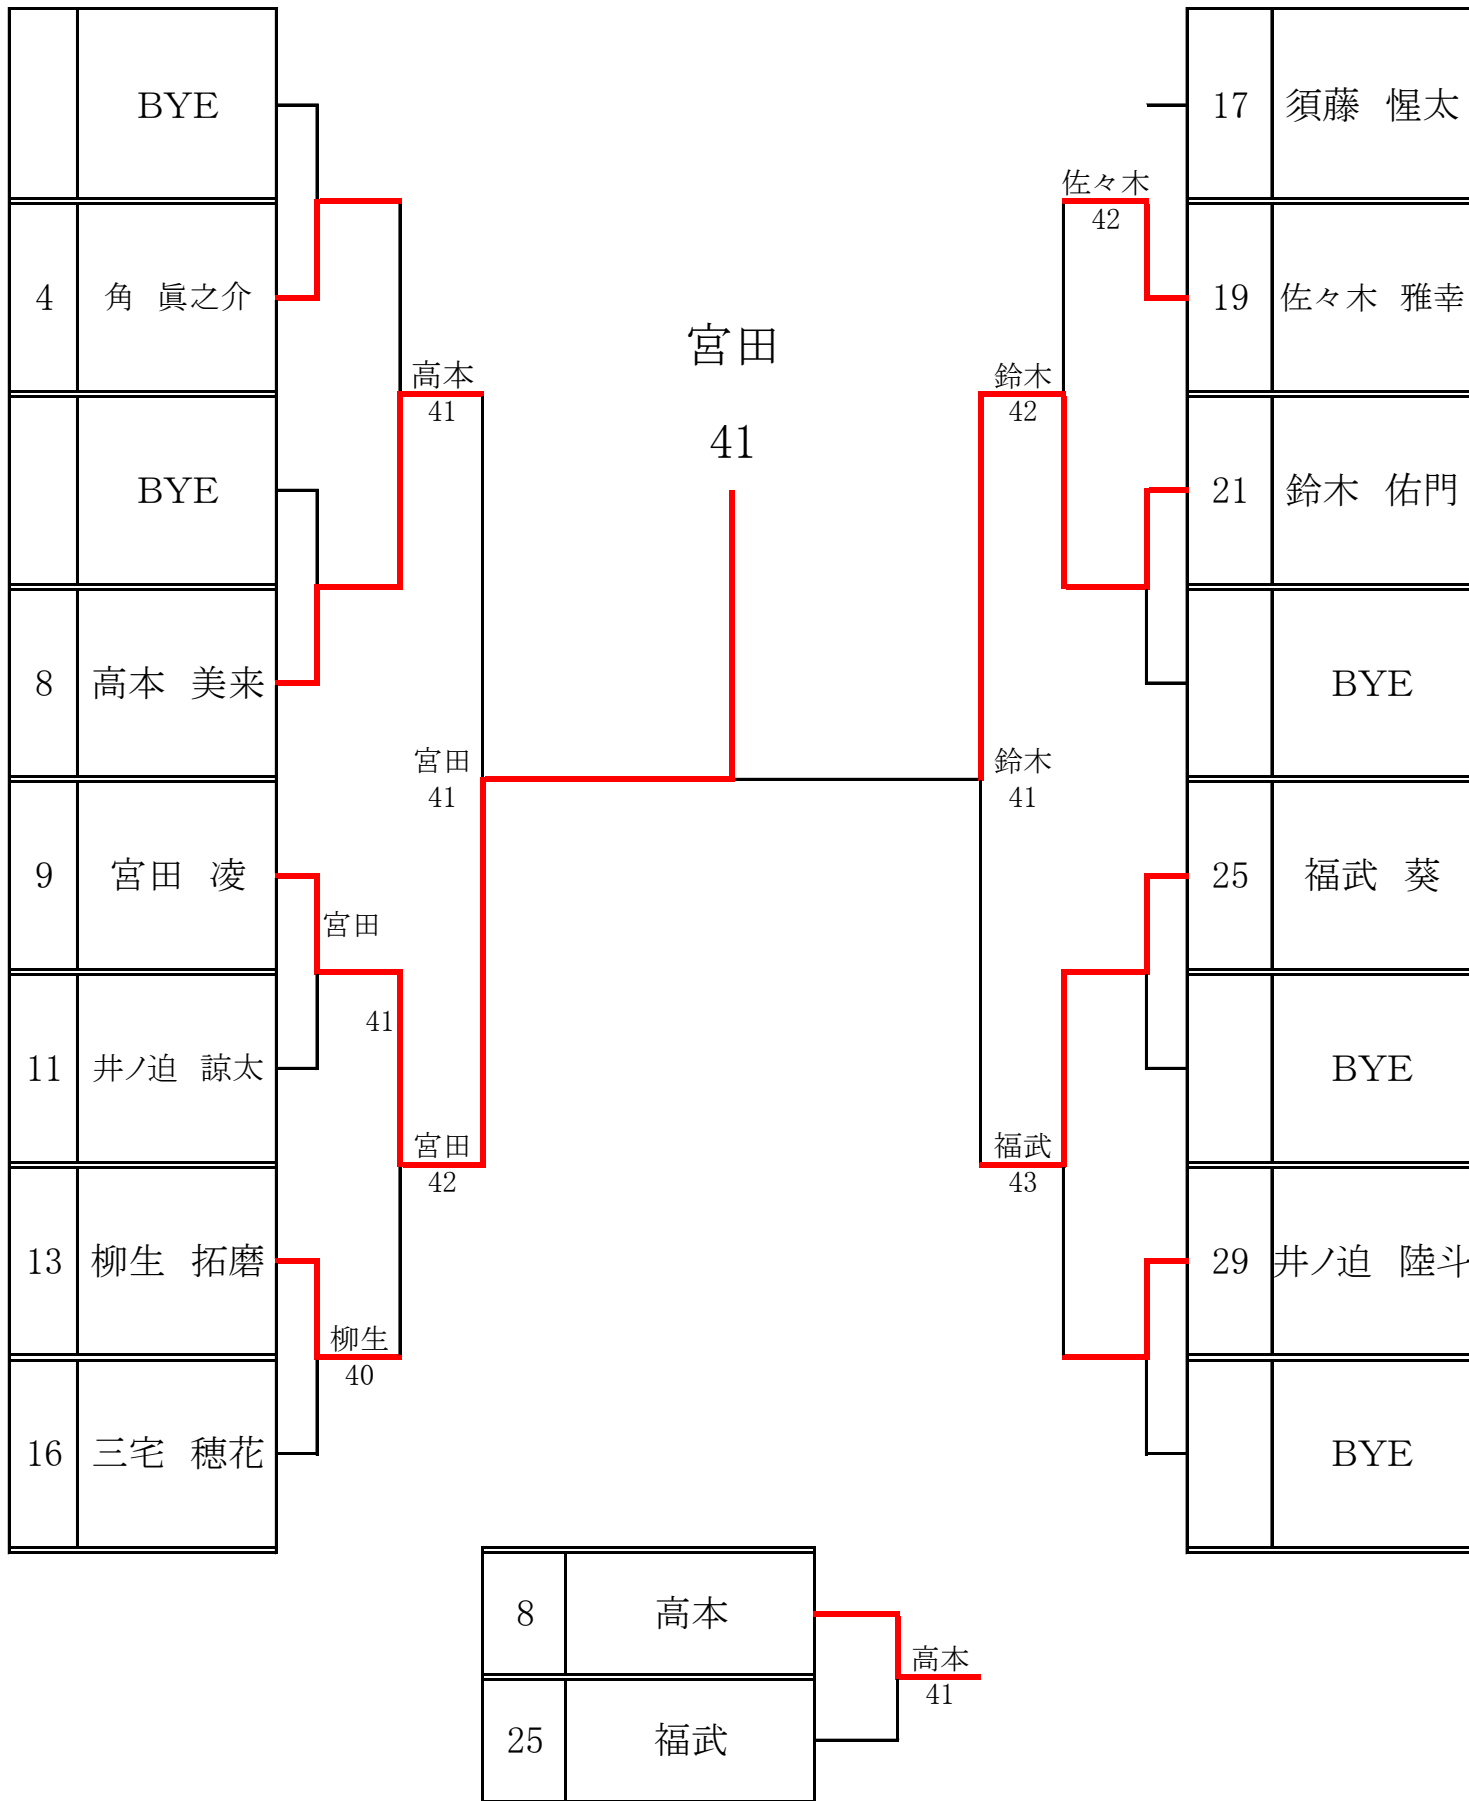 BYE
4 角 眞之介
BYE
8 高本 美来
9 宮田 凌
11 井ノ迫 諒太
13 柳生 拓磨
16 三宅 穂花
高本
41
宮田
41
宮田
41
宮田
42
柳生
40
宮田
41
佐々木
42
鈴木
42
鈴木
41
福武
43
17 須藤 惺太
19 佐々木 雅幸
21 鈴木 佑門
BYE
25 福武 葵
BYE
29 井ノ迫 陸斗
BYE
8 高本
25 福武
高本
41